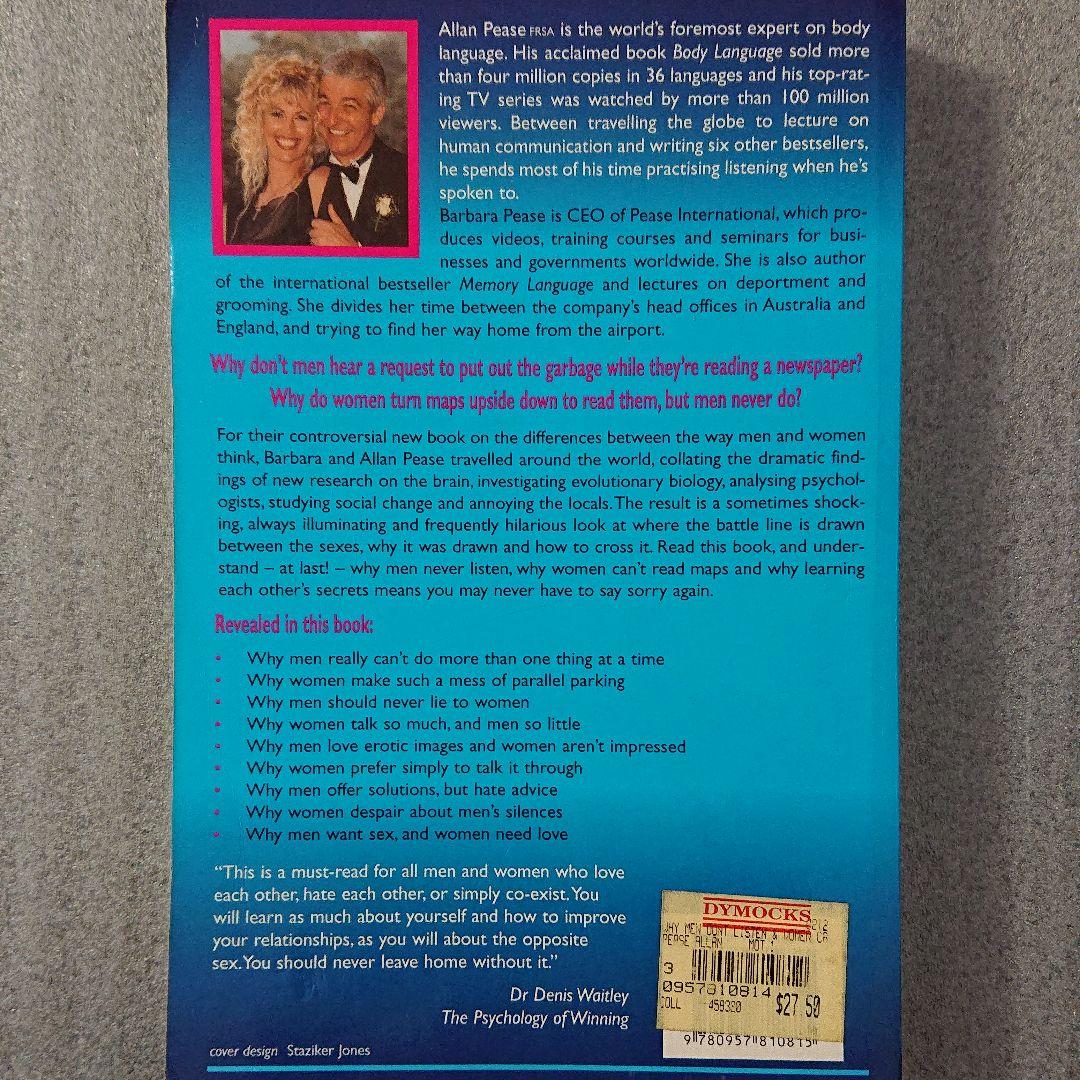 Allan Pease FRSA is the world's foremost expert on body
language. His acclaimed book Body Language sold more
than four million copies in 36 languages and his top-rat-
ing TV series was watched by more than 100 million
viewers. Between travelling the globe to lecture on
human communication and writing six other bestsellers,
he spends most of his time practising listening when he's
spoken to.
Barbara Pease is CEO of Pease International, which pro-
duces videos, training courses and seminars for busi-
nesses and governments worldwide. She is also author
of the international bestseller Memory Language and lectures on deportment and
grooming. She divides her time between the company's head offices in Australia and
England, and trying to find her way home from the airport.
Why don't men hear a request to put out the garbage while they're reading a newspaper?
Why do women turn maps upside down to read them, but men never do?
For their controversial new book on the differences between the way men and women
think, Barbara and Allan Pease travelled around the world, collating the dramatic find-
ings of new research on the brain, investigating evolutionary biology, analysing psychol-
ogists, studying social change and annoying the locals. The result is a sometimes shock-
ing, always illuminating and frequently hilarious look at where the battle line is drawn
between the sexes, why it was drawn and how to cross it. Read this book, and under-
stand – at last! – why men never listen, why women can't read maps and why learning
each other's secrets means you may never have to say sorry again.
Revealed in this book:
• Why men really can't do more than one thing at a time
• Why women make such a mess of parallel parking
• Why men should never lie to women
• Why women talk so much, and men so little
• Why men love erotic images and women aren't impressed
• Why women prefer simply to talk it through
• Why men offer solutions, but hate advice
• Why women despair about men's silences
• Why men want sex, and women need love
"This is a must-read for all men and women who love
each other, hate each other, or simply co-exist. You
will learn as much about yourself and how to improve
your relationships, as you will about the opposite
sex. You should never leave home without it."
Dr Denis Waitley
The Psychology of Winning
DYMOCKS
WHY MEN DONT LISTEN & WOMEN CA
PEASE ALLAN MOT
3
0957810814
COLL $27 50
9 780957 810815
cover design Staziker Jones